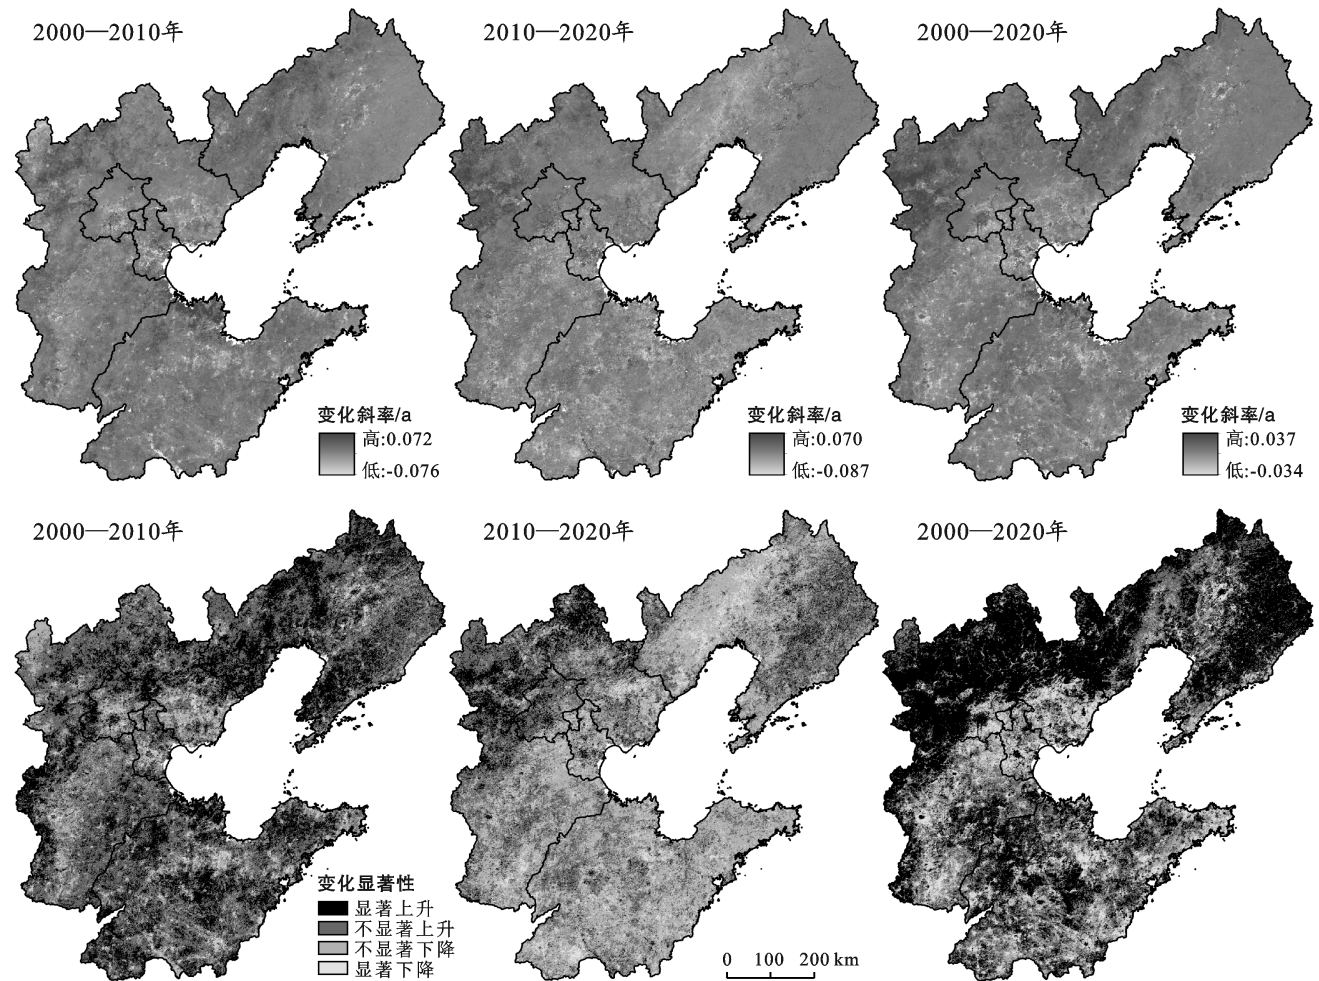 2000—2010年
2010—2020年
2000—2020年
变化斜率/a
高:0.072
低:-0.076
变化斜率/a
高:0.070
低:-0.087
变化斜率/a
高:0.037
低:-0.034
2000—2010年
2010—2020年
2000—2020年
变化显著性
显著上升
不显著上升
不显著下降
显著下降
0 100 200 km